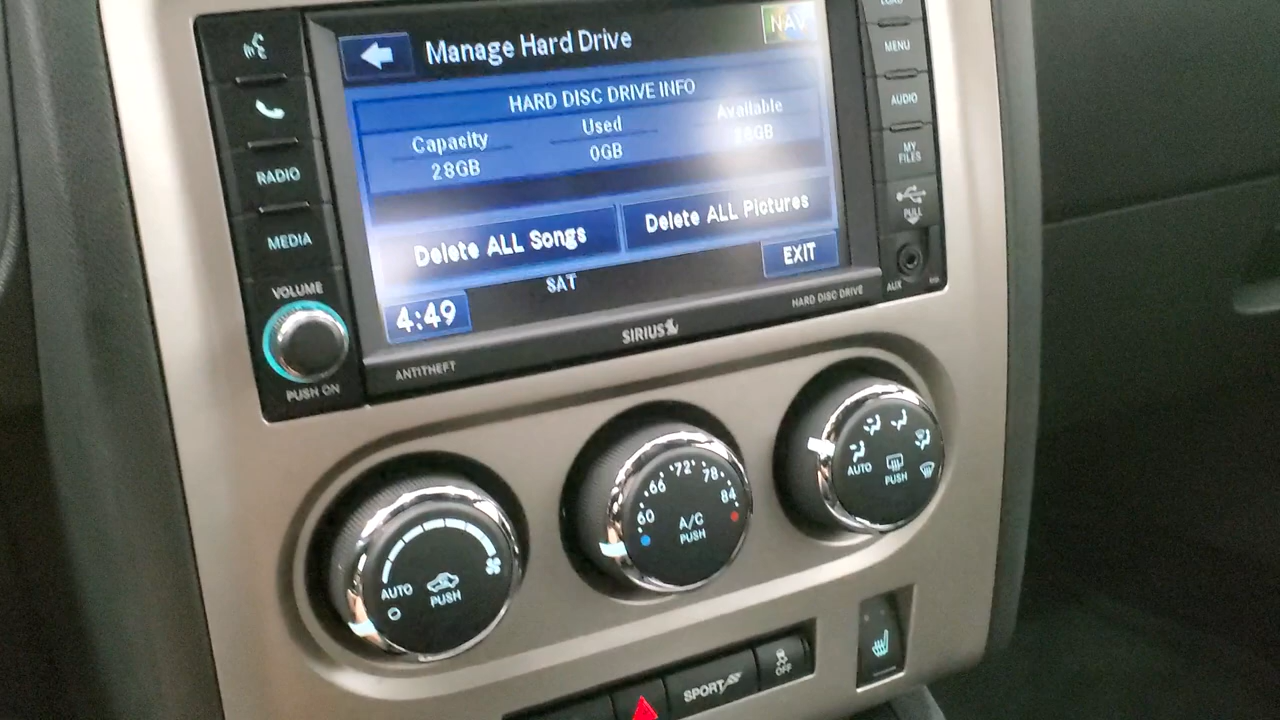 NAV
Manage Hard Drive
HARD DISC DRIVE INFO
Capacity Used Available
28GB 0GB 28GB
Delete ALL Songs Delete ALL Pictures
EXIT
4:49 SAT
RADIO
MEDIA
VOLUME
PUSH ON
LOAD
MENU
AUDIO
MY
FILES
PULL
AUX
ANTITHEFT
SIRIUS
HARD DISC DRIVE
AUTO
PUSH
60 66 72 78 84
A/C
PUSH
AUTO
PUSH
SPORT
OFF